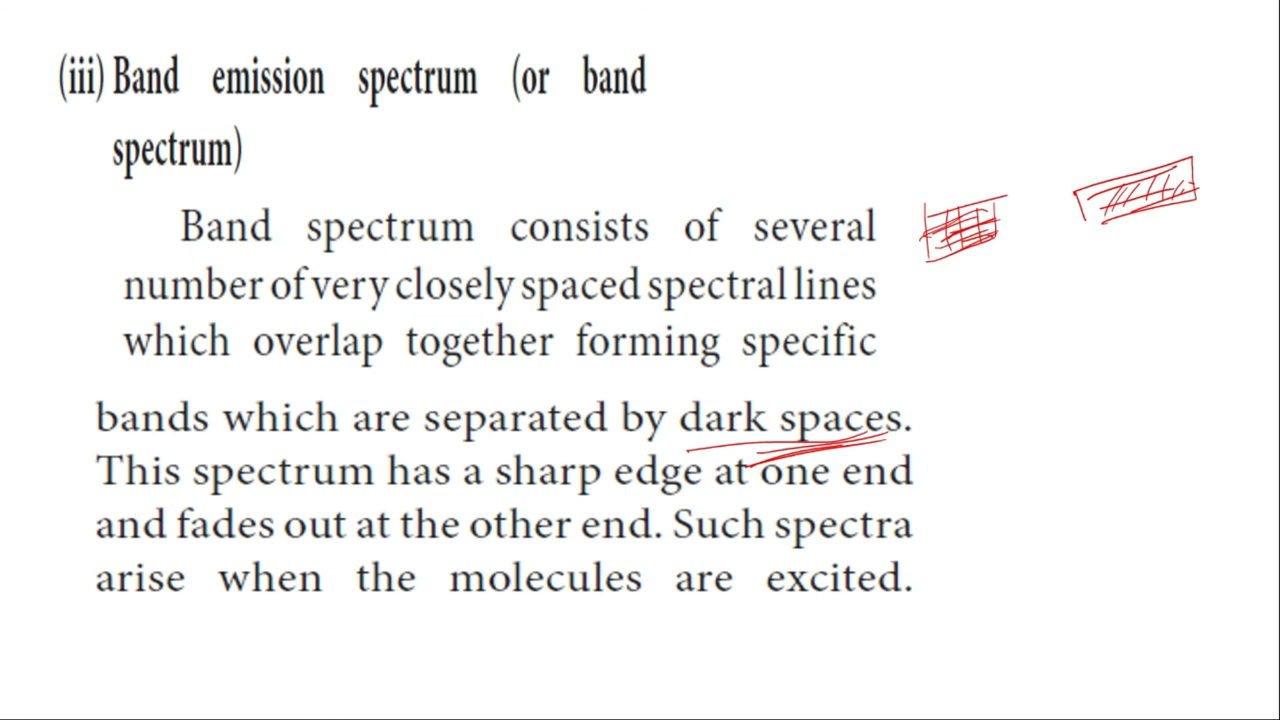 (iii) Band emission spectrum (or band
spectrum)
Band spectrum consists of several
number of very closely spaced spectral lines
which overlap together forming specific
bands which are separated by dark spaces.
This spectrum has a sharp edge at one end
and fades out at the other end. Such spectra
arise when the molecules are excited.